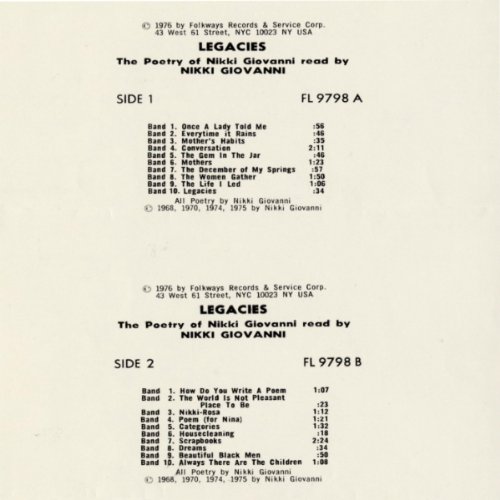 © 1976 by Folkways Records & Service Corp.
43 West 61 Street, NYC 10023 NY USA
LEGACIES
The Poetry of Nikki Giovanni read by
NIKKI GIOVANNI
SIDE 1 FL 9798 A
Band 1. Once A Lady Told Me :56
Band 2. Everytime it Rains :46
Band 3. Mother's Habits :35
Band 4. Conversation 2:11
Band 5. The Gem In The Jar :46
Band 6. Mothers 1:23
Band 7. The December of My Springs :57
Band 8. The Women Gather 1:50
Band 9. The Life I Led 1:06
Band 10. Legacies :34
All Poetry by Nikki Giovanni
© 1968, 1970, 1974, 1975 by Nikki Giovanni
© 1976 by Folkways Records & Service Corp.
43 West 61 Street, NYC 10023 NY USA
LEGACIES
The Poetry of Nikki Giovanni read by
NIKKI GIOVANNI
SIDE 2 FL 9798 B
Band 1. How Do You Write A Poem 1:07
Band 2. The World Is Not Pleasant
Place To Be :23
Band 3. Nikki-Rosa 1:12
Band 4. Poem (for Nina) 1:21
Band 5. Categories 1:32
Band 6. Housecleaning :18
Band 7. Scrapbooks 2:24
Band 8. Dreams :34
Band 9. Beautiful Black Men :50
Band 10. Always There Are The Children 1:08
All Poetry by Nikki Giovanni
© 1968, 1970, 1974, 1975 by Nikki Giovanni